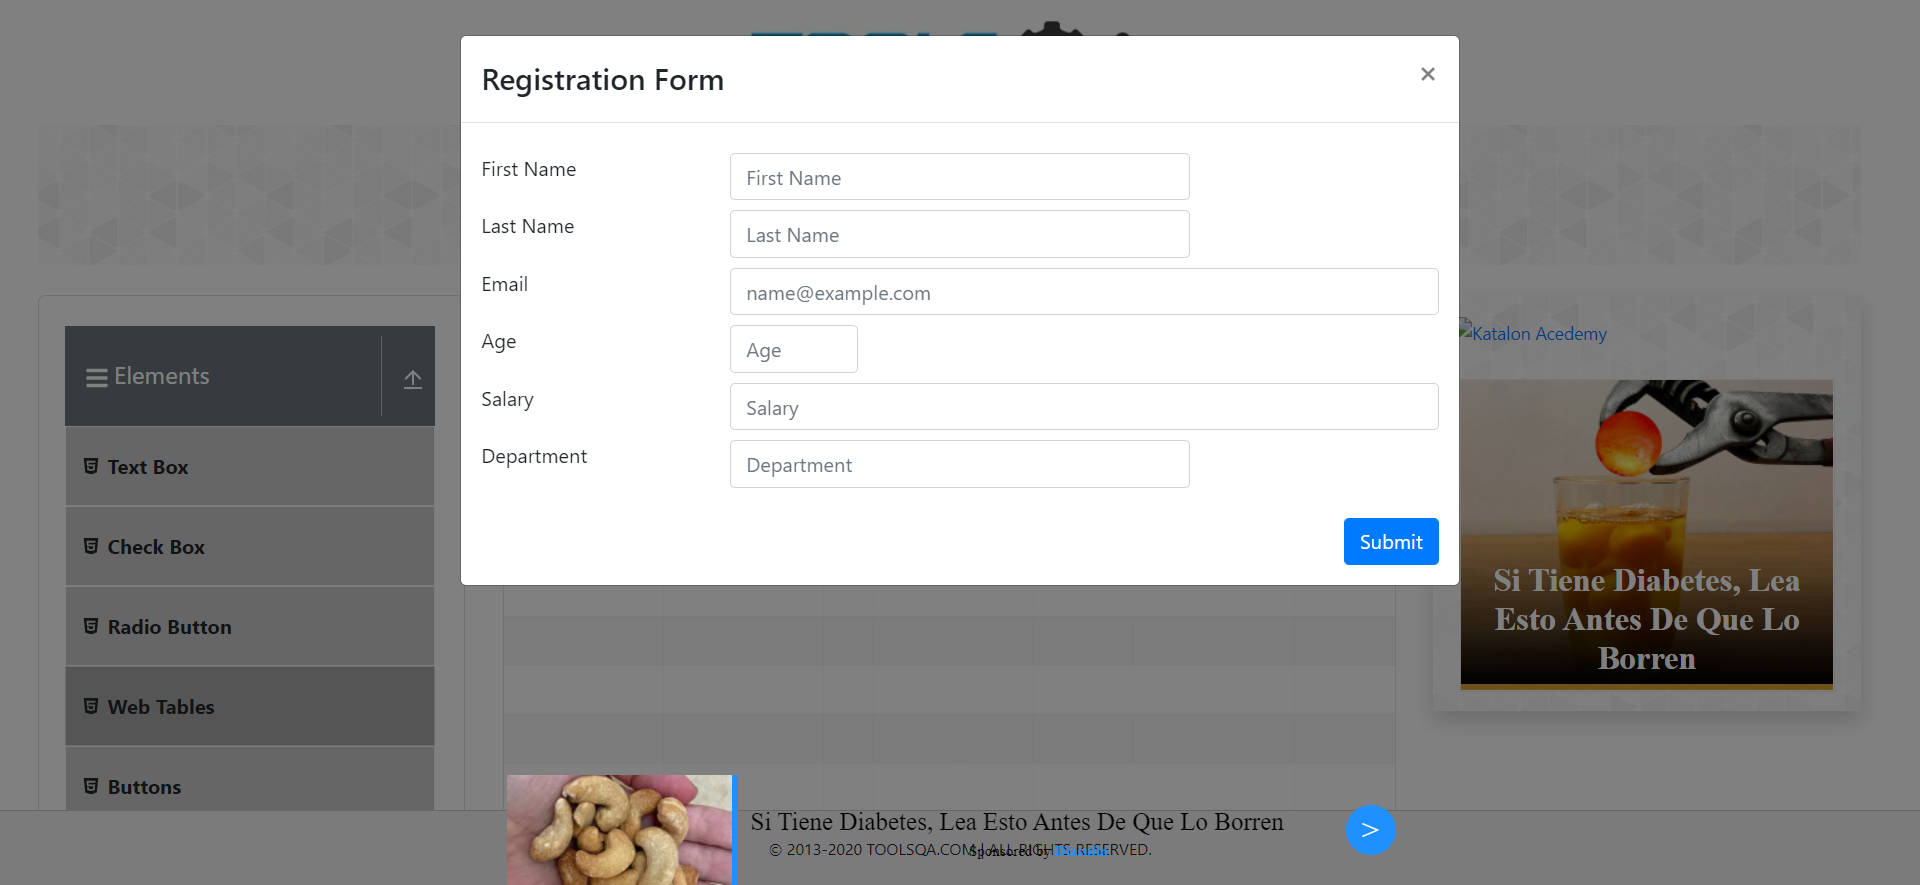 Registration Form
×
First Name
First Name
Last Name
Last Name
Email
name@example.com
Age
Age
Salary
Salary
Department
Department
Submit
Elements
Text Box
Check Box
Radio Button
Web Tables
Buttons
Katalon Acedemy
Si Tiene Diabetes, Lea
Esto Antes De Que Lo
Borren
Si Tiene Diabetes, Lea Esto Antes De Que Lo Borren
>
© 2013-2020 TOOLSQA.COM | ALL RIGHTS RESERVED.
Sponsored by